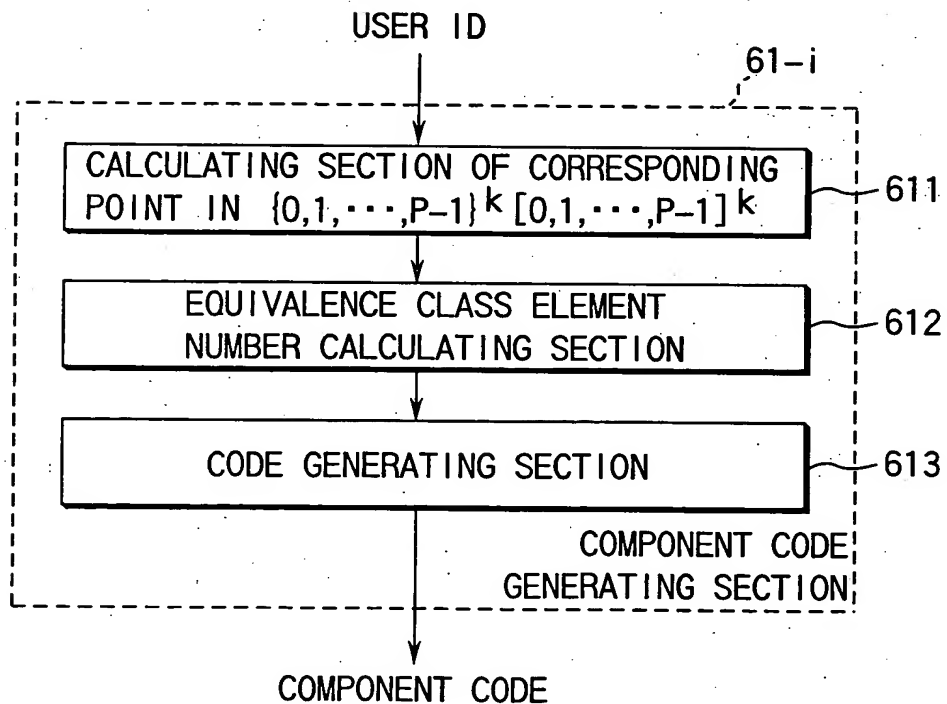 USER ID
61-i
CALCULATING SECTION OF CORRESPONDING
POINT IN {0,1,···,P-1}^k [0,1,···,P-1]^k
611
EQUIVALENCE CLASS ELEMENT
NUMBER CALCULATING SECTION
612
CODE GENERATING SECTION
613
COMPONENT CODE
GENERATING SECTION
COMPONENT CODE